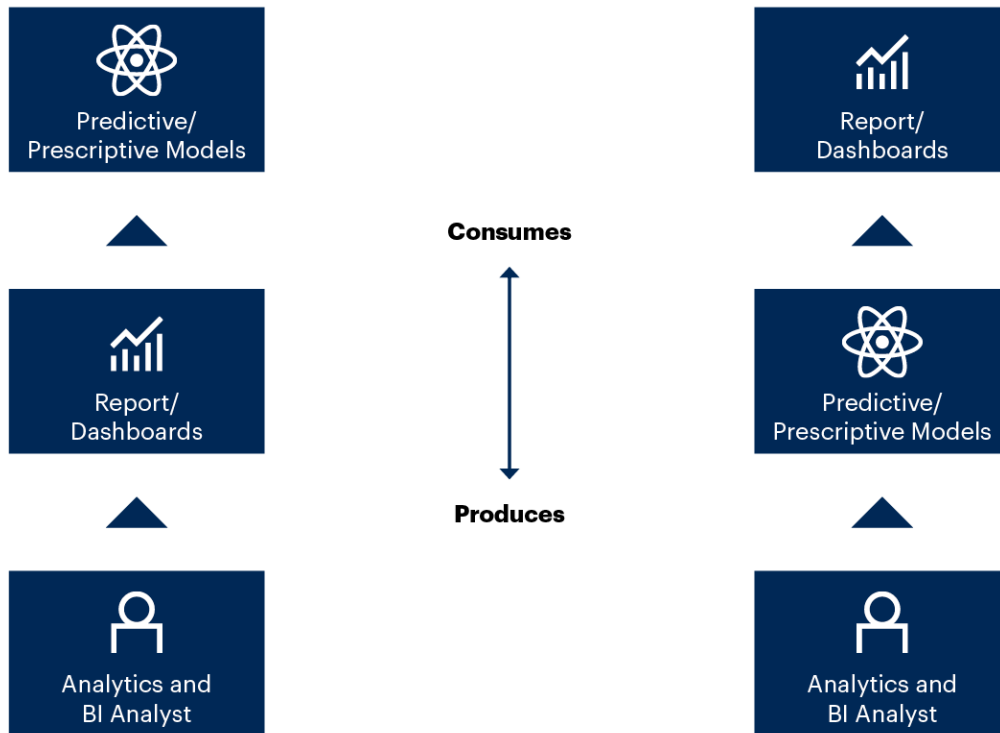 Predictive/
Prescriptive Models
Report/
Dashboards
Consumes
Report/
Dashboards
Predictive/
Prescriptive Models
Produces
Analytics and
BI Analyst
Analytics and
BI Analyst